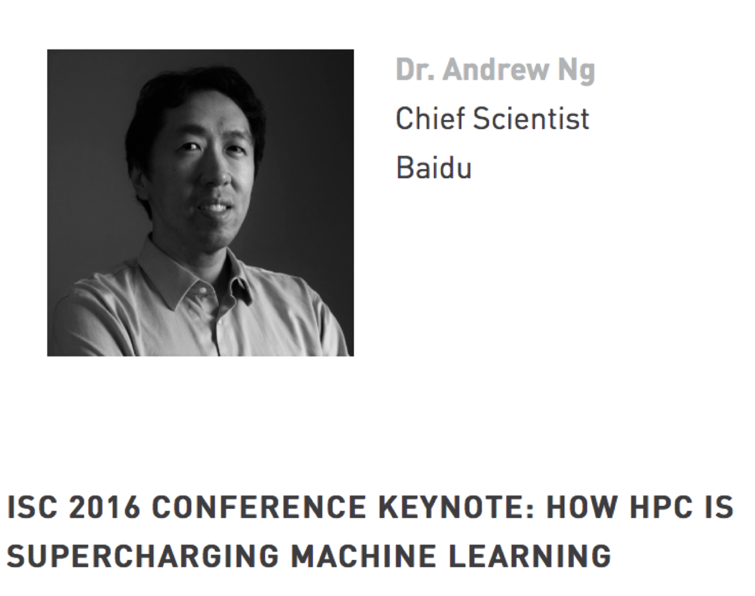 Dr. Andrew Ng
Chief Scientist
Baidu
ISC 2016 CONFERENCE KEYNOTE: HOW HPC IS
SUPERCHARGING MACHINE LEARNING